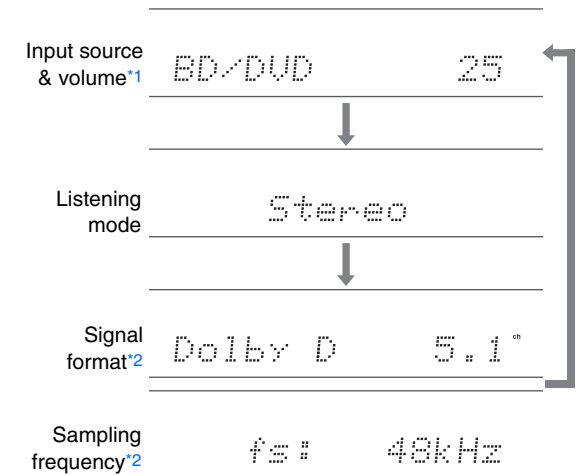 Input source
& volume*1
BD/DVD 25
Listening
mode
Stereo
Signal
format*2
Dolby D 5.1 ch
Sampling
frequency*2
fs: 48kHz